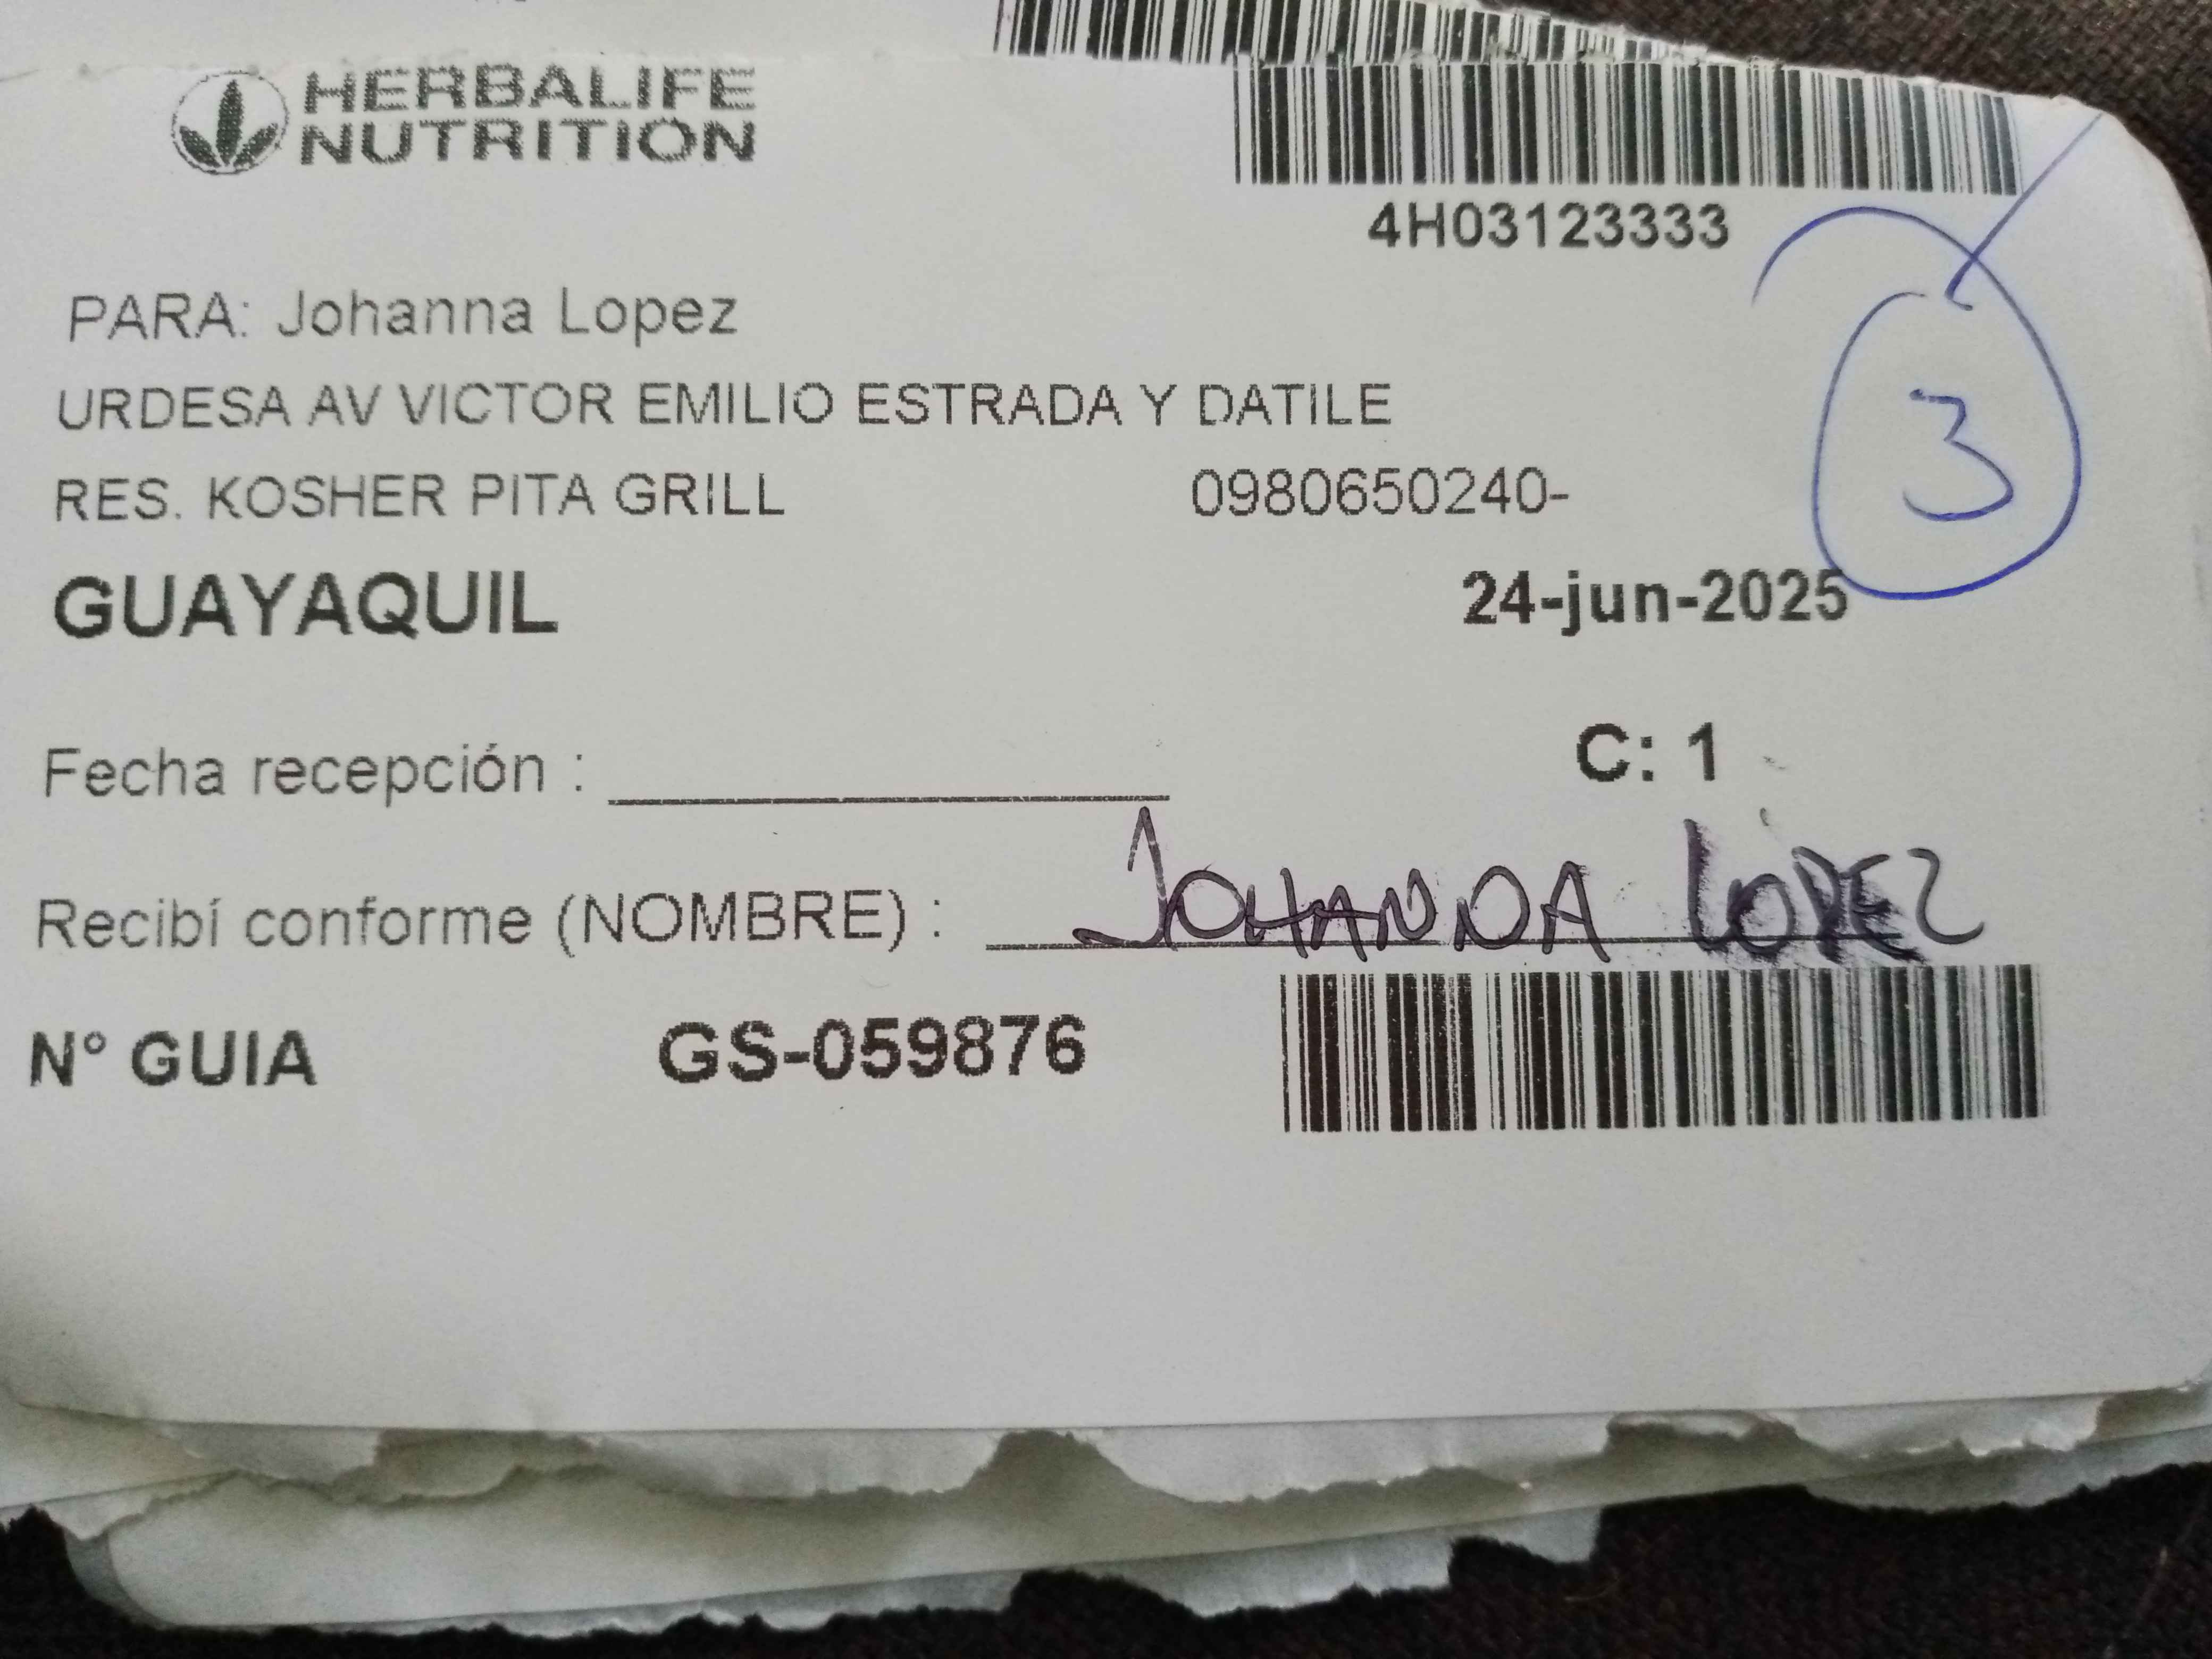 HERBALIFE
NUTRITION
4H03123333
PARA: Johanna Lopez
URDESA AV VICTOR EMILIO ESTRADA Y DATILE
RES. KOSHER PITA GRILL 0980650240-
3
GUAYAQUIL 24-jun-2025
Fecha recepción : C: 1
Recibí conforme (NOMBRE) : JOHANNA LOPEZ
N° GUIA GS-059876